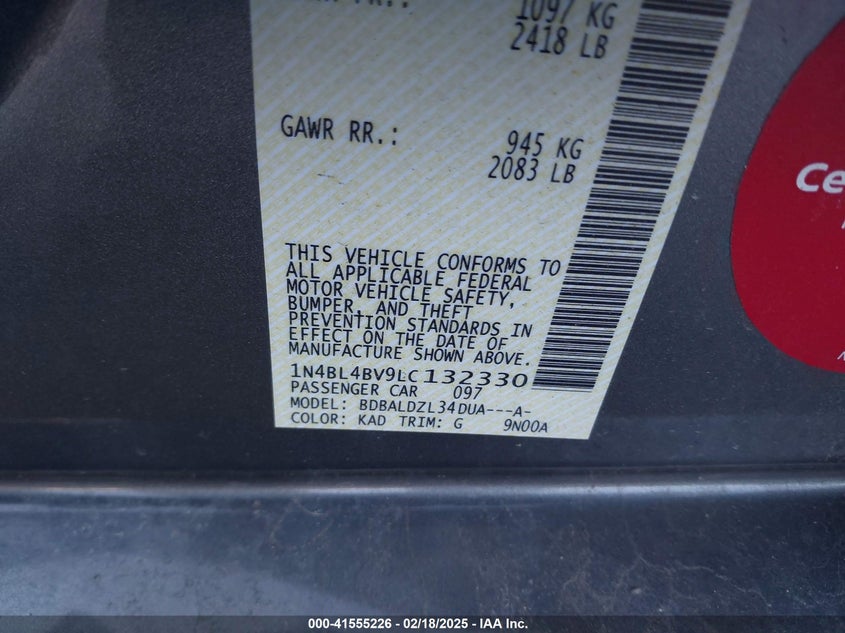 1097 KG
2418 LB
GAWR RR.: 945 KG
2083 LB
THIS VEHICLE CONFORMS TO
ALL APPLICABLE FEDERAL
MOTOR VEHICLE SAFETY,
BUMPER, AND THEFT
PREVENTION STANDARDS IN
EFFECT ON THE DATE OF
MANUFACTURE SHOWN ABOVE.
1N4BL4BV9LC132330
PASSENGER CAR 097
MODEL: BDBALDZL34DUA---A-
COLOR: KAD TRIM: G 9N00A
Ce
000-41555226 - 02/18/2025 - IAA Inc.